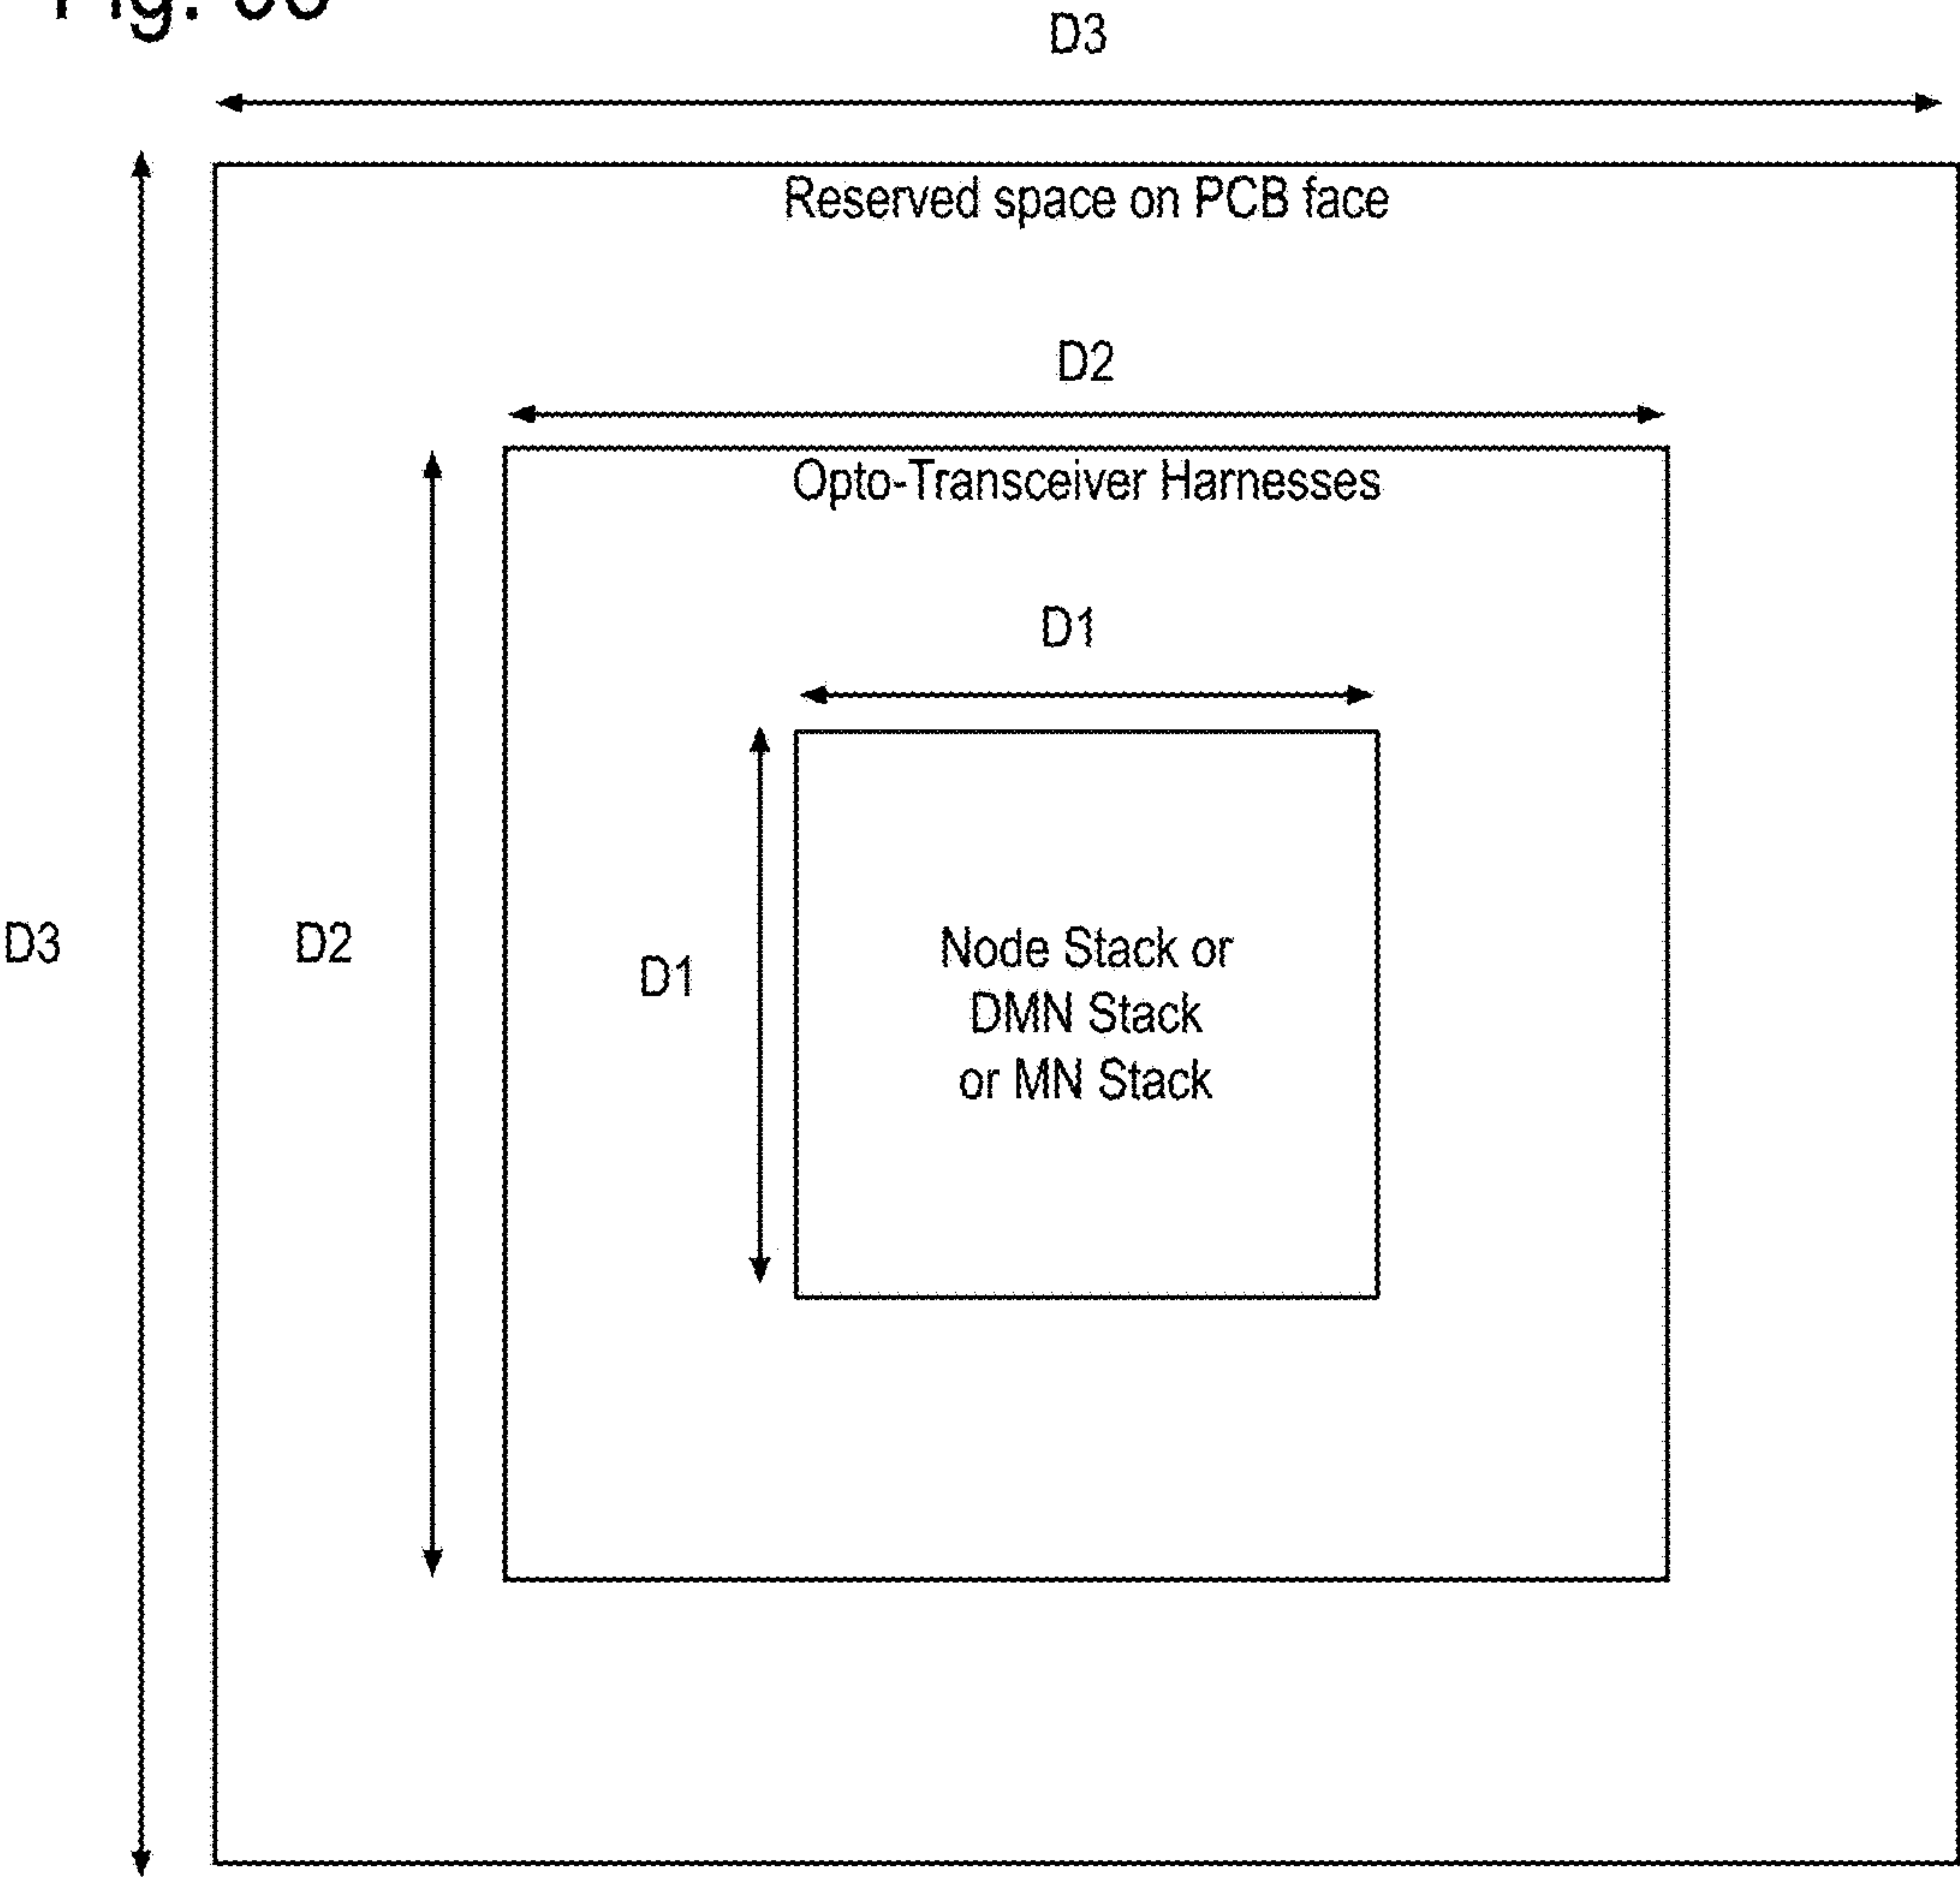 Fig.
D3
Reserved space on PCB face
D2
Opto-Transceiver Harnesses
D1
D3
D2
D1
Node Stack or
DMN Stack
or MN Stack